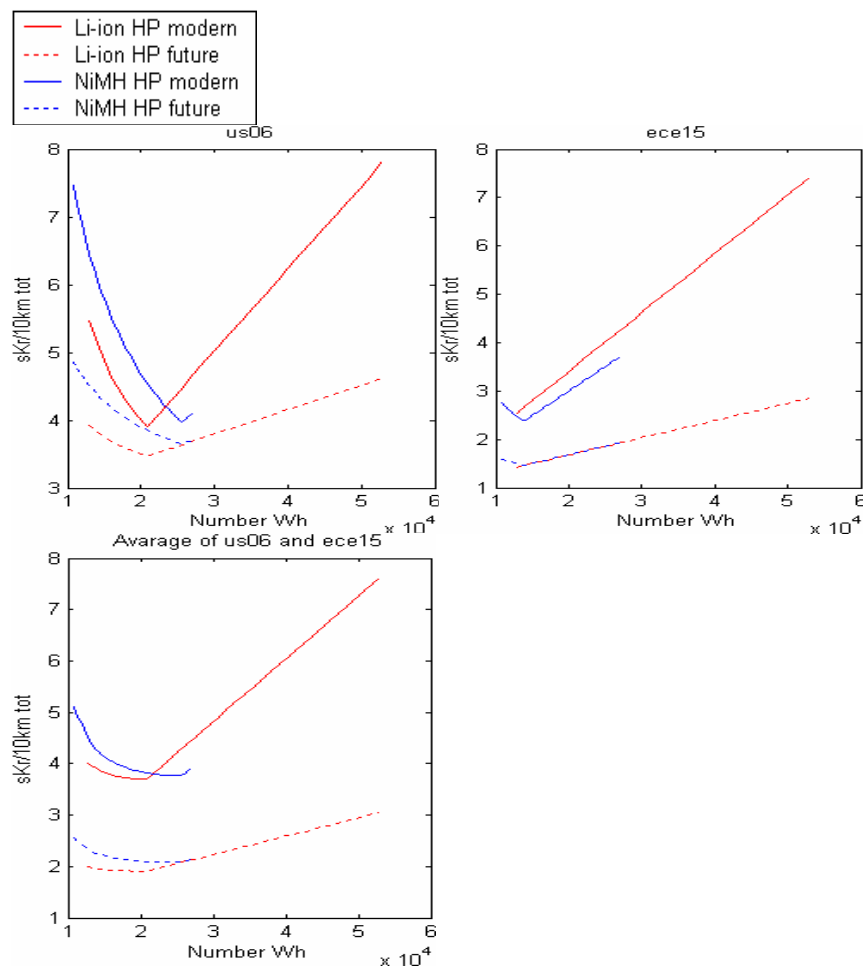 Li-ion HP modern
Li-ion HP future
NiMH HP modern
NiMH HP future
us06
8
7
6
5
4
3
sKr/10km tot
1 2 3 4 5 6
Number Wh
x 10^4
ece15
8
7
6
5
4
3
2
1
sKr/10km tot
1 2 3 4 5 6
Number Wh
x 10^4
Avarage of us06 and ece15
8
7
6
5
4
3
2
1
sKr/10km tot
1 2 3 4 5 6
Number Wh
x 10^4